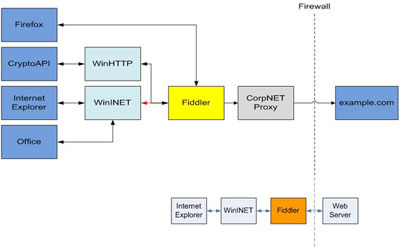 Firewall
Firefox
CryptoAPI
WinHTTP
Internet
Explorer
WinINET
Fiddler
CorpNET
Proxy
example.com
Office
Internet
Explorer
WinINET
Fiddler
Web
Server